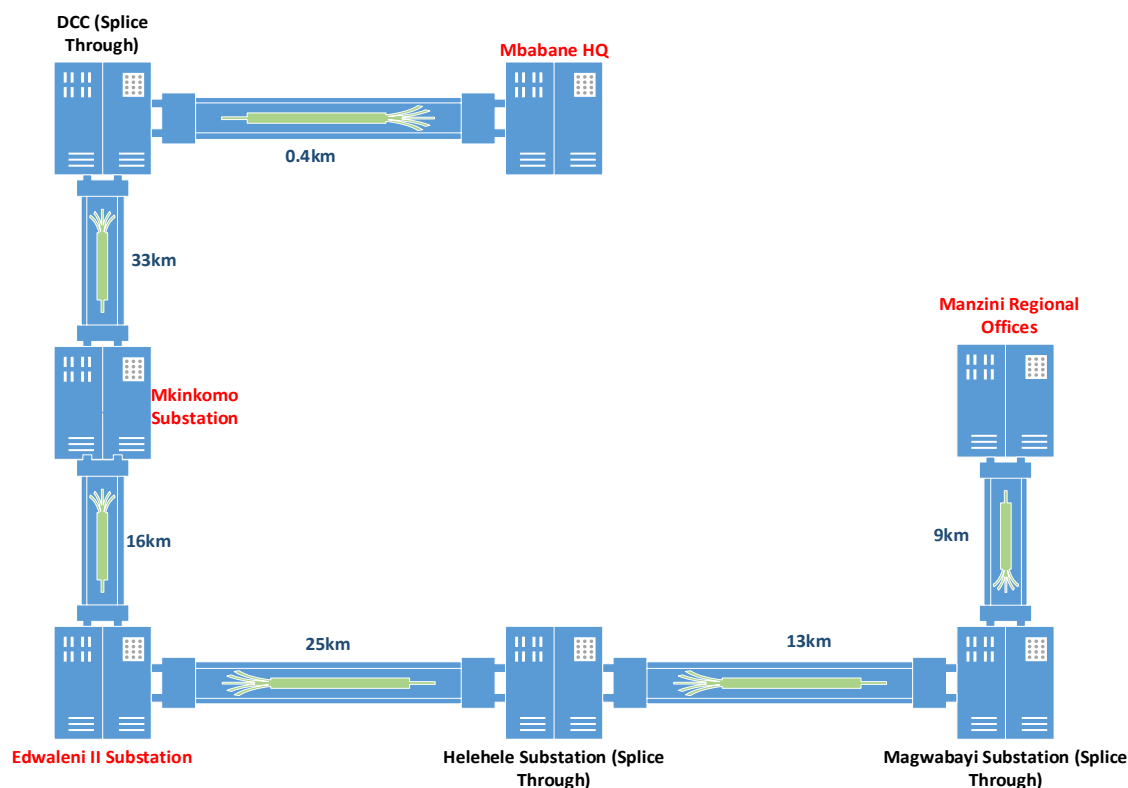 DCC (Splice
Through)
Mbabane HQ
0.4km
33km
Manzini Regional
Offices
Mkinkomo
Substation
16km
9km
25km
13km
Edwaleni II Substation
Helehele Substation (Splice
Through)
Magwabayi Substation (Splice
Through)